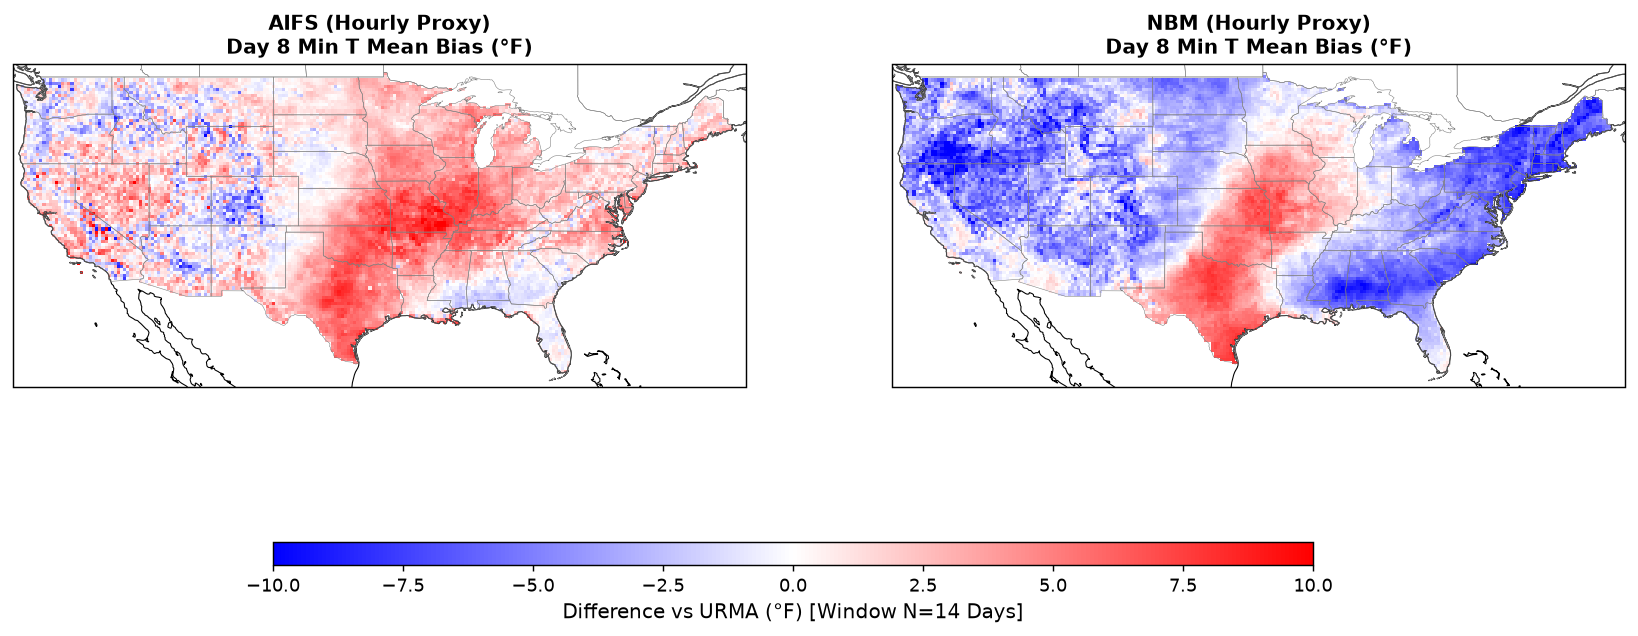 AIFS (Hourly Proxy)
Day 8 Min T Mean Bias (°F)
NBM (Hourly Proxy)
Day 8 Min T Mean Bias (°F)
−10.0 −7.5 −5.0 −2.5 0.0 2.5 5.0 7.5 10.0
Difference vs URMA (°F) [Window N=14 Days]